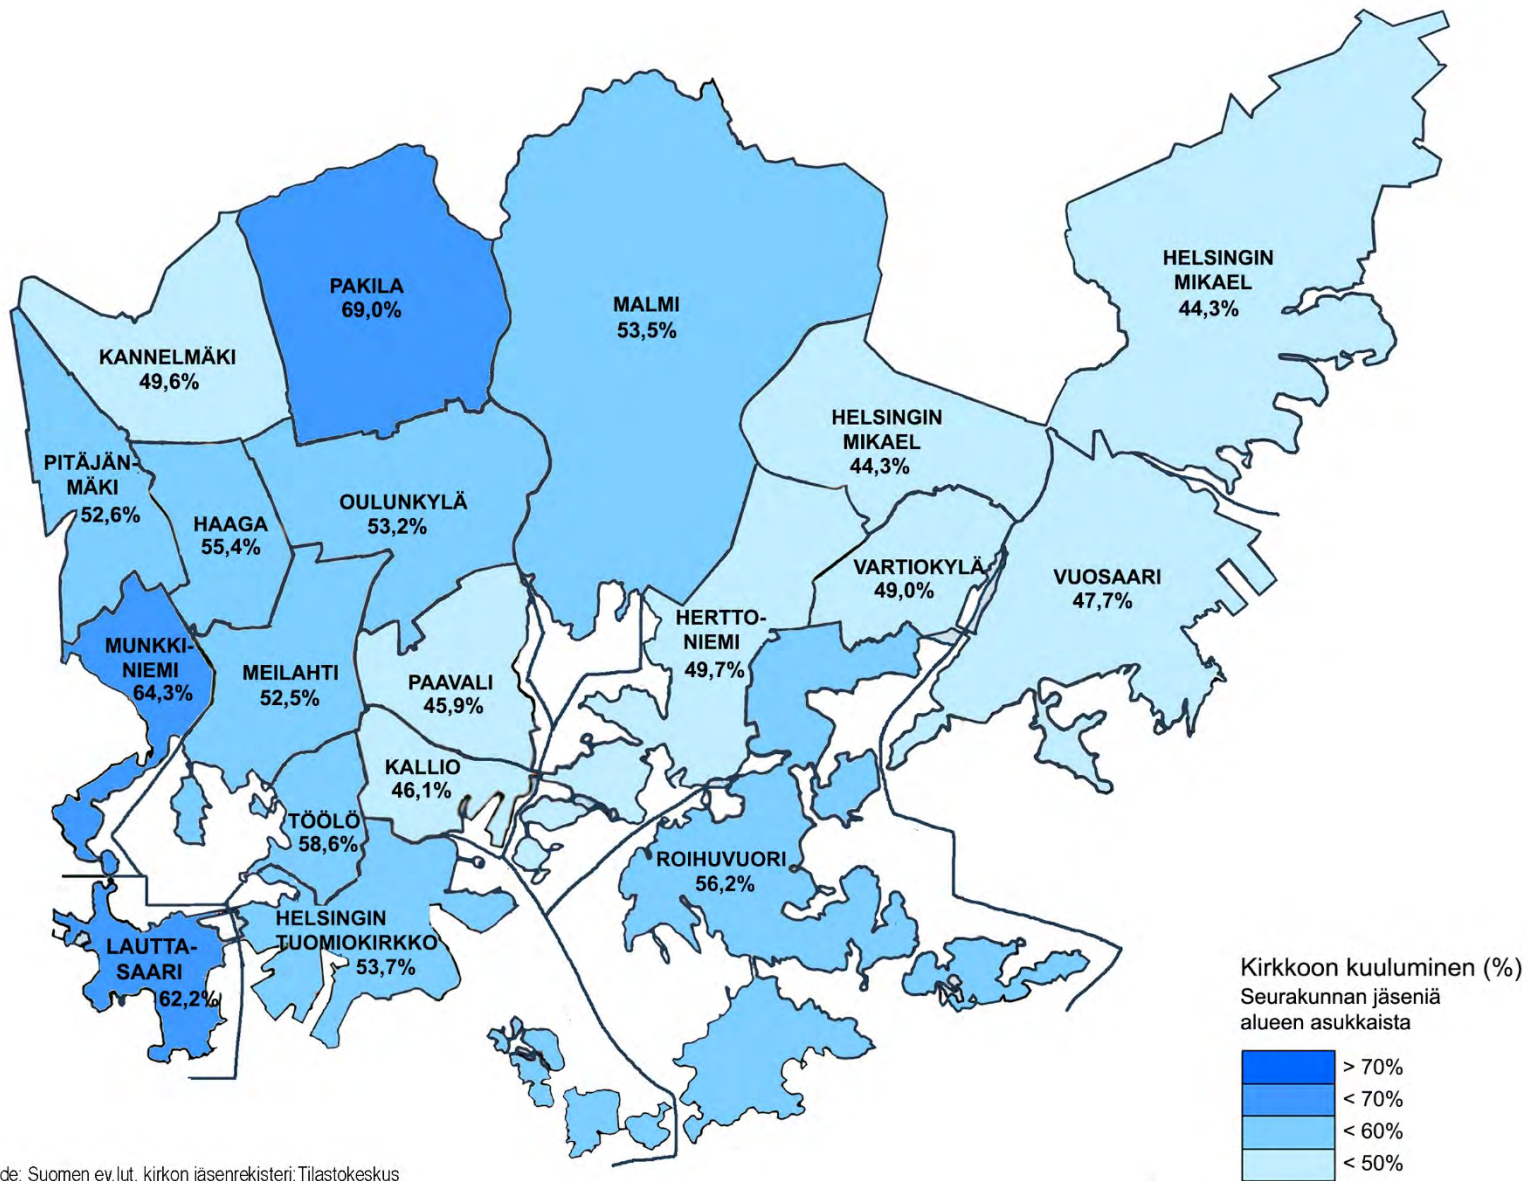 PAKILA
69,0%
MALMI
53,5%
HELSINGIN
MIKAEL
44,3%
KANNELMÄKI
49,6%
HELSINGIN
MIKAEL
44,3%
PITÄJÄN-
MÄKI
52,6%
HAAGA
55,4%
OULUNKYLÄ
53,2%
VARTIOKYLÄ
49,0%
VUOSAARI
47,7%
HERTTO-
NIEMI
49,7%
MUNKKI-
NIEMI
64,3%
MEILAHTI
52,5%
PAAVALI
45,9%
KALLIO
46,1%
TÖÖLÖ
58,6%
ROIHUVUORI
56,2%
HELSINGIN
TUOMIOKIRKKO
53,7%
LAUTTA-
SAARI
62,2%
Kirkkoon kuuluminen (%)
Seurakunnan jäseniä
alueen asukkaista
> 70%
< 70%
< 60%
< 50%
de: Suomen ev.lut. kirkon jäsenrekisteri;Tilastokeskus